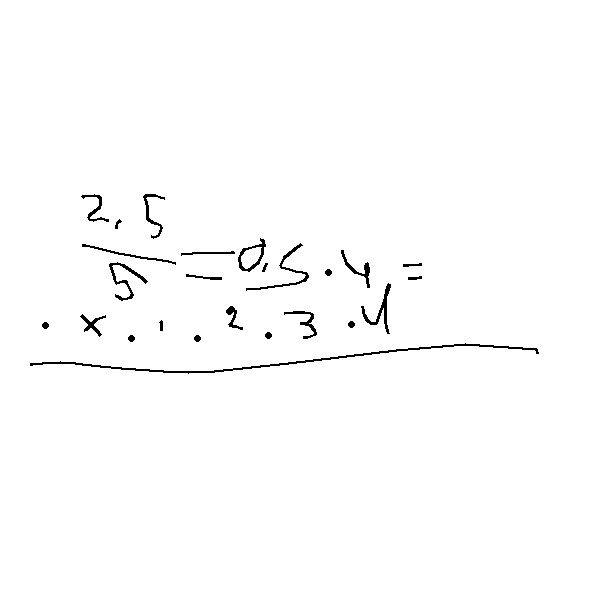 2,5
/5 = 0,5 · 4 =
· x · 1 · 2 · 3 · 4